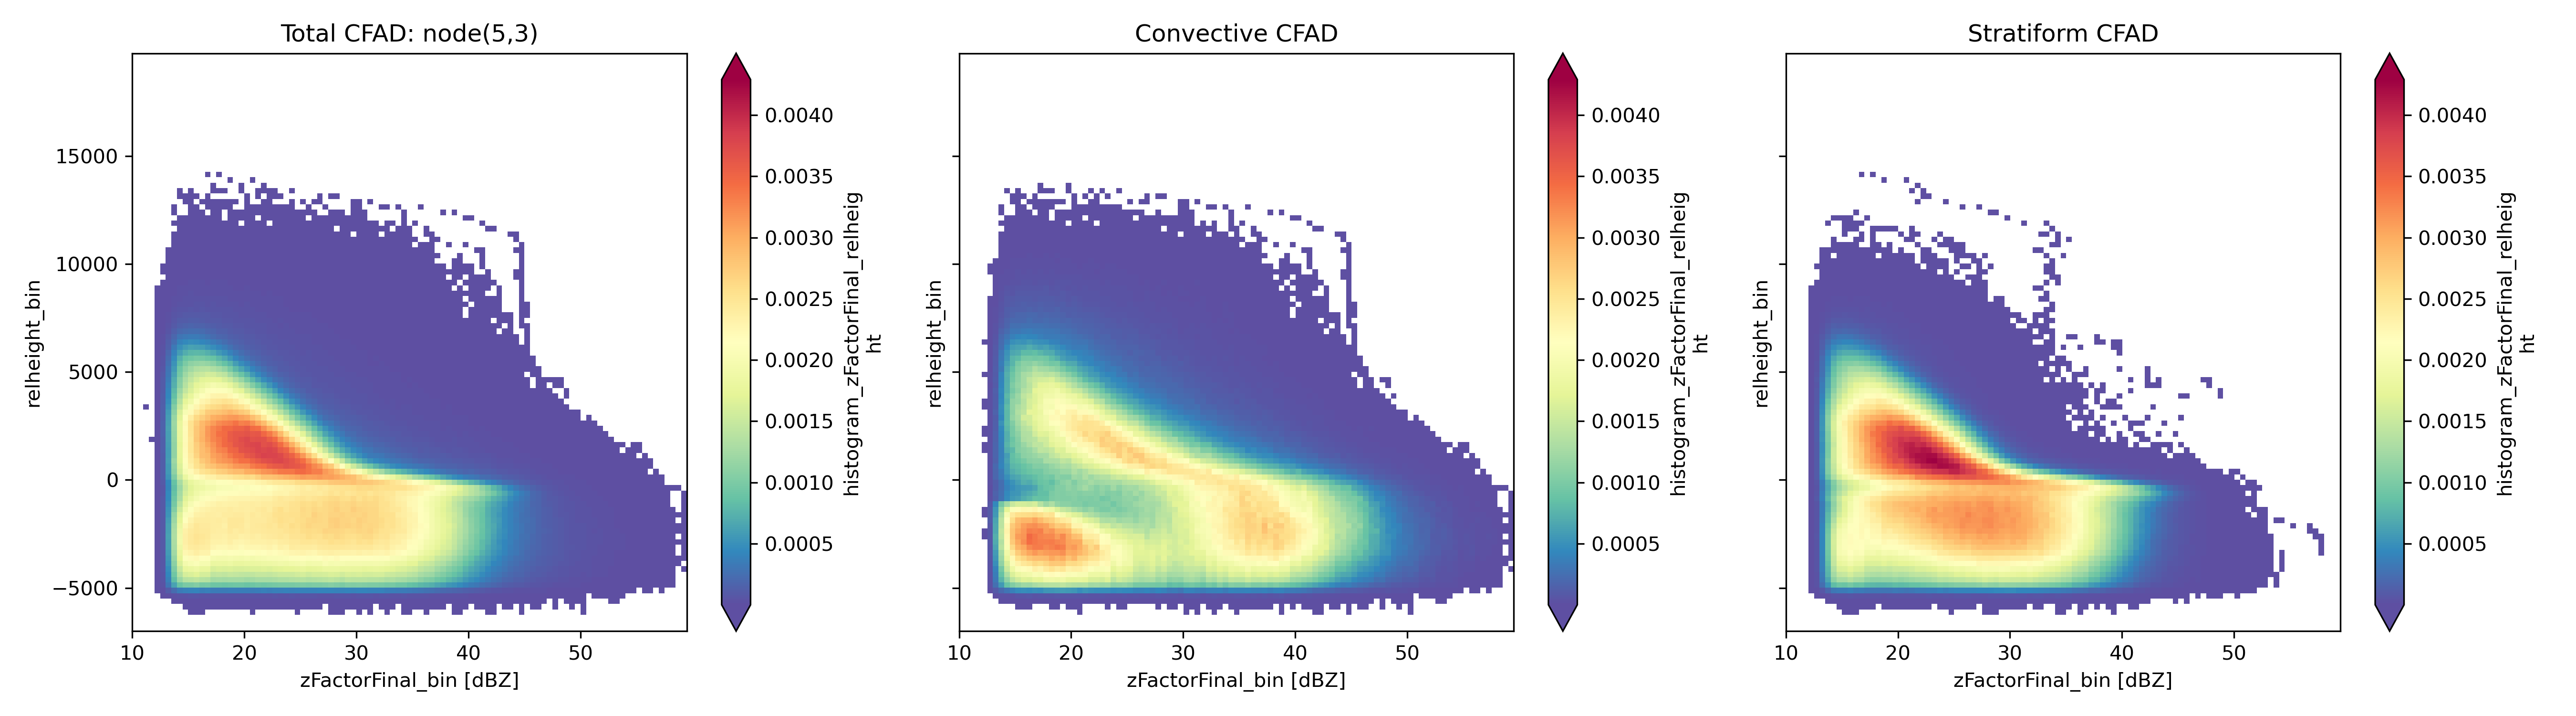 Total CFAD: node(5,3)
15000
10000
5000
0
−5000
relheight_bin
10
20
30
40
50
zFactorFinal_bin [dBZ]
0.0040
0.0035
0.0030
0.0025
0.0020
0.0015
0.0010
0.0005
histogram_zFactorFinal_relheig
ht
Convective CFAD
relheight_bin
10
20
30
40
50
zFactorFinal_bin [dBZ]
0.0040
0.0035
0.0030
0.0025
0.0020
0.0015
0.0010
0.0005
histogram_zFactorFinal_relheig
ht
Stratiform CFAD
relheight_bin
10
20
30
40
50
zFactorFinal_bin [dBZ]
0.0040
0.0035
0.0030
0.0025
0.0020
0.0015
0.0010
0.0005
histogram_zFactorFinal_relheig
ht